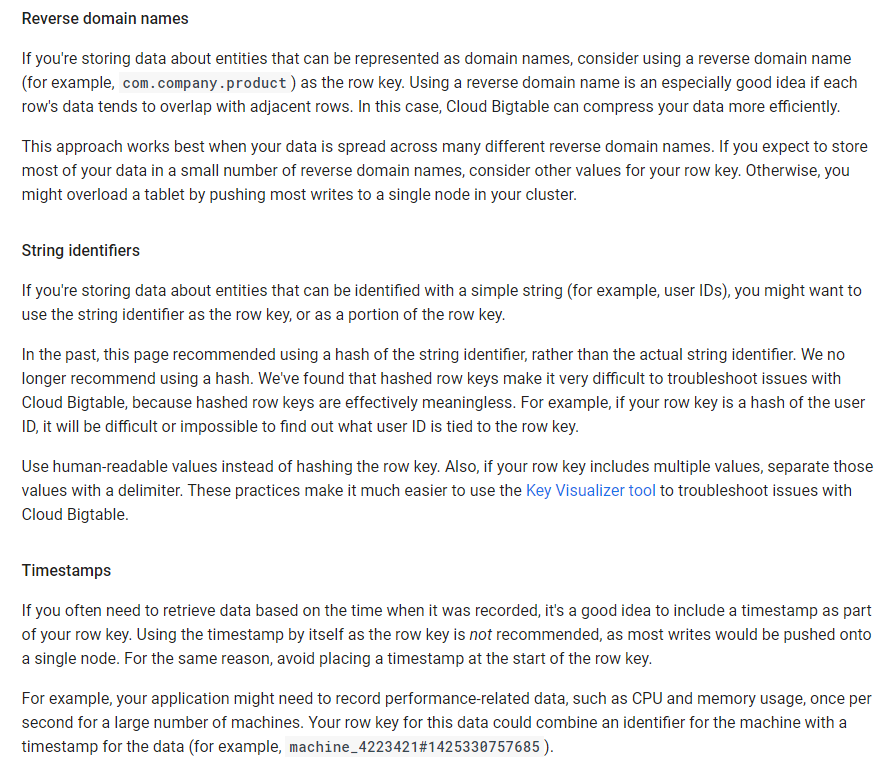 Reverse domain names
If you're storing data about entities that can be represented as domain names, consider using a reverse domain name
(for example, com.company.product ) as the row key. Using a reverse domain name is an especially good idea if each
row's data tends to overlap with adjacent rows. In this case, Cloud Bigtable can compress your data more efficiently.
This approach works best when your data is spread across many different reverse domain names. If you expect to store
most of your data in a small number of reverse domain names, consider other values for your row key. Otherwise, you
might overload a tablet by pushing most writes to a single node in your cluster.
String identifiers
If you're storing data about entities that can be identified with a simple string (for example, user IDs), you might want to
use the string identifier as the row key, or as a portion of the row key.
In the past, this page recommended using a hash of the string identifier, rather than the actual string identifier. We no
longer recommend using a hash. We've found that hashed row keys make it very difficult to troubleshoot issues with
Cloud Bigtable, because hashed row keys are effectively meaningless. For example, if your row key is a hash of the user
ID, it will be difficult or impossible to find out what user ID is tied to the row key.
Use human-readable values instead of hashing the row key. Also, if your row key includes multiple values, separate those
values with a delimiter. These practices make it much easier to use the Key Visualizer tool to troubleshoot issues with
Cloud Bigtable.
Timestamps
If you often need to retrieve data based on the time when it was recorded, it's a good idea to include a timestamp as part
of your row key. Using the timestamp by itself as the row key is not recommended, as most writes would be pushed onto
a single node. For the same reason, avoid placing a timestamp at the start of the row key.
For example, your application might need to record performance-related data, such as CPU and memory usage, once per
second for a large number of machines. Your row key for this data could combine an identifier for the machine with a
timestamp for the data (for example, machine_4223421#1425330757685 ).